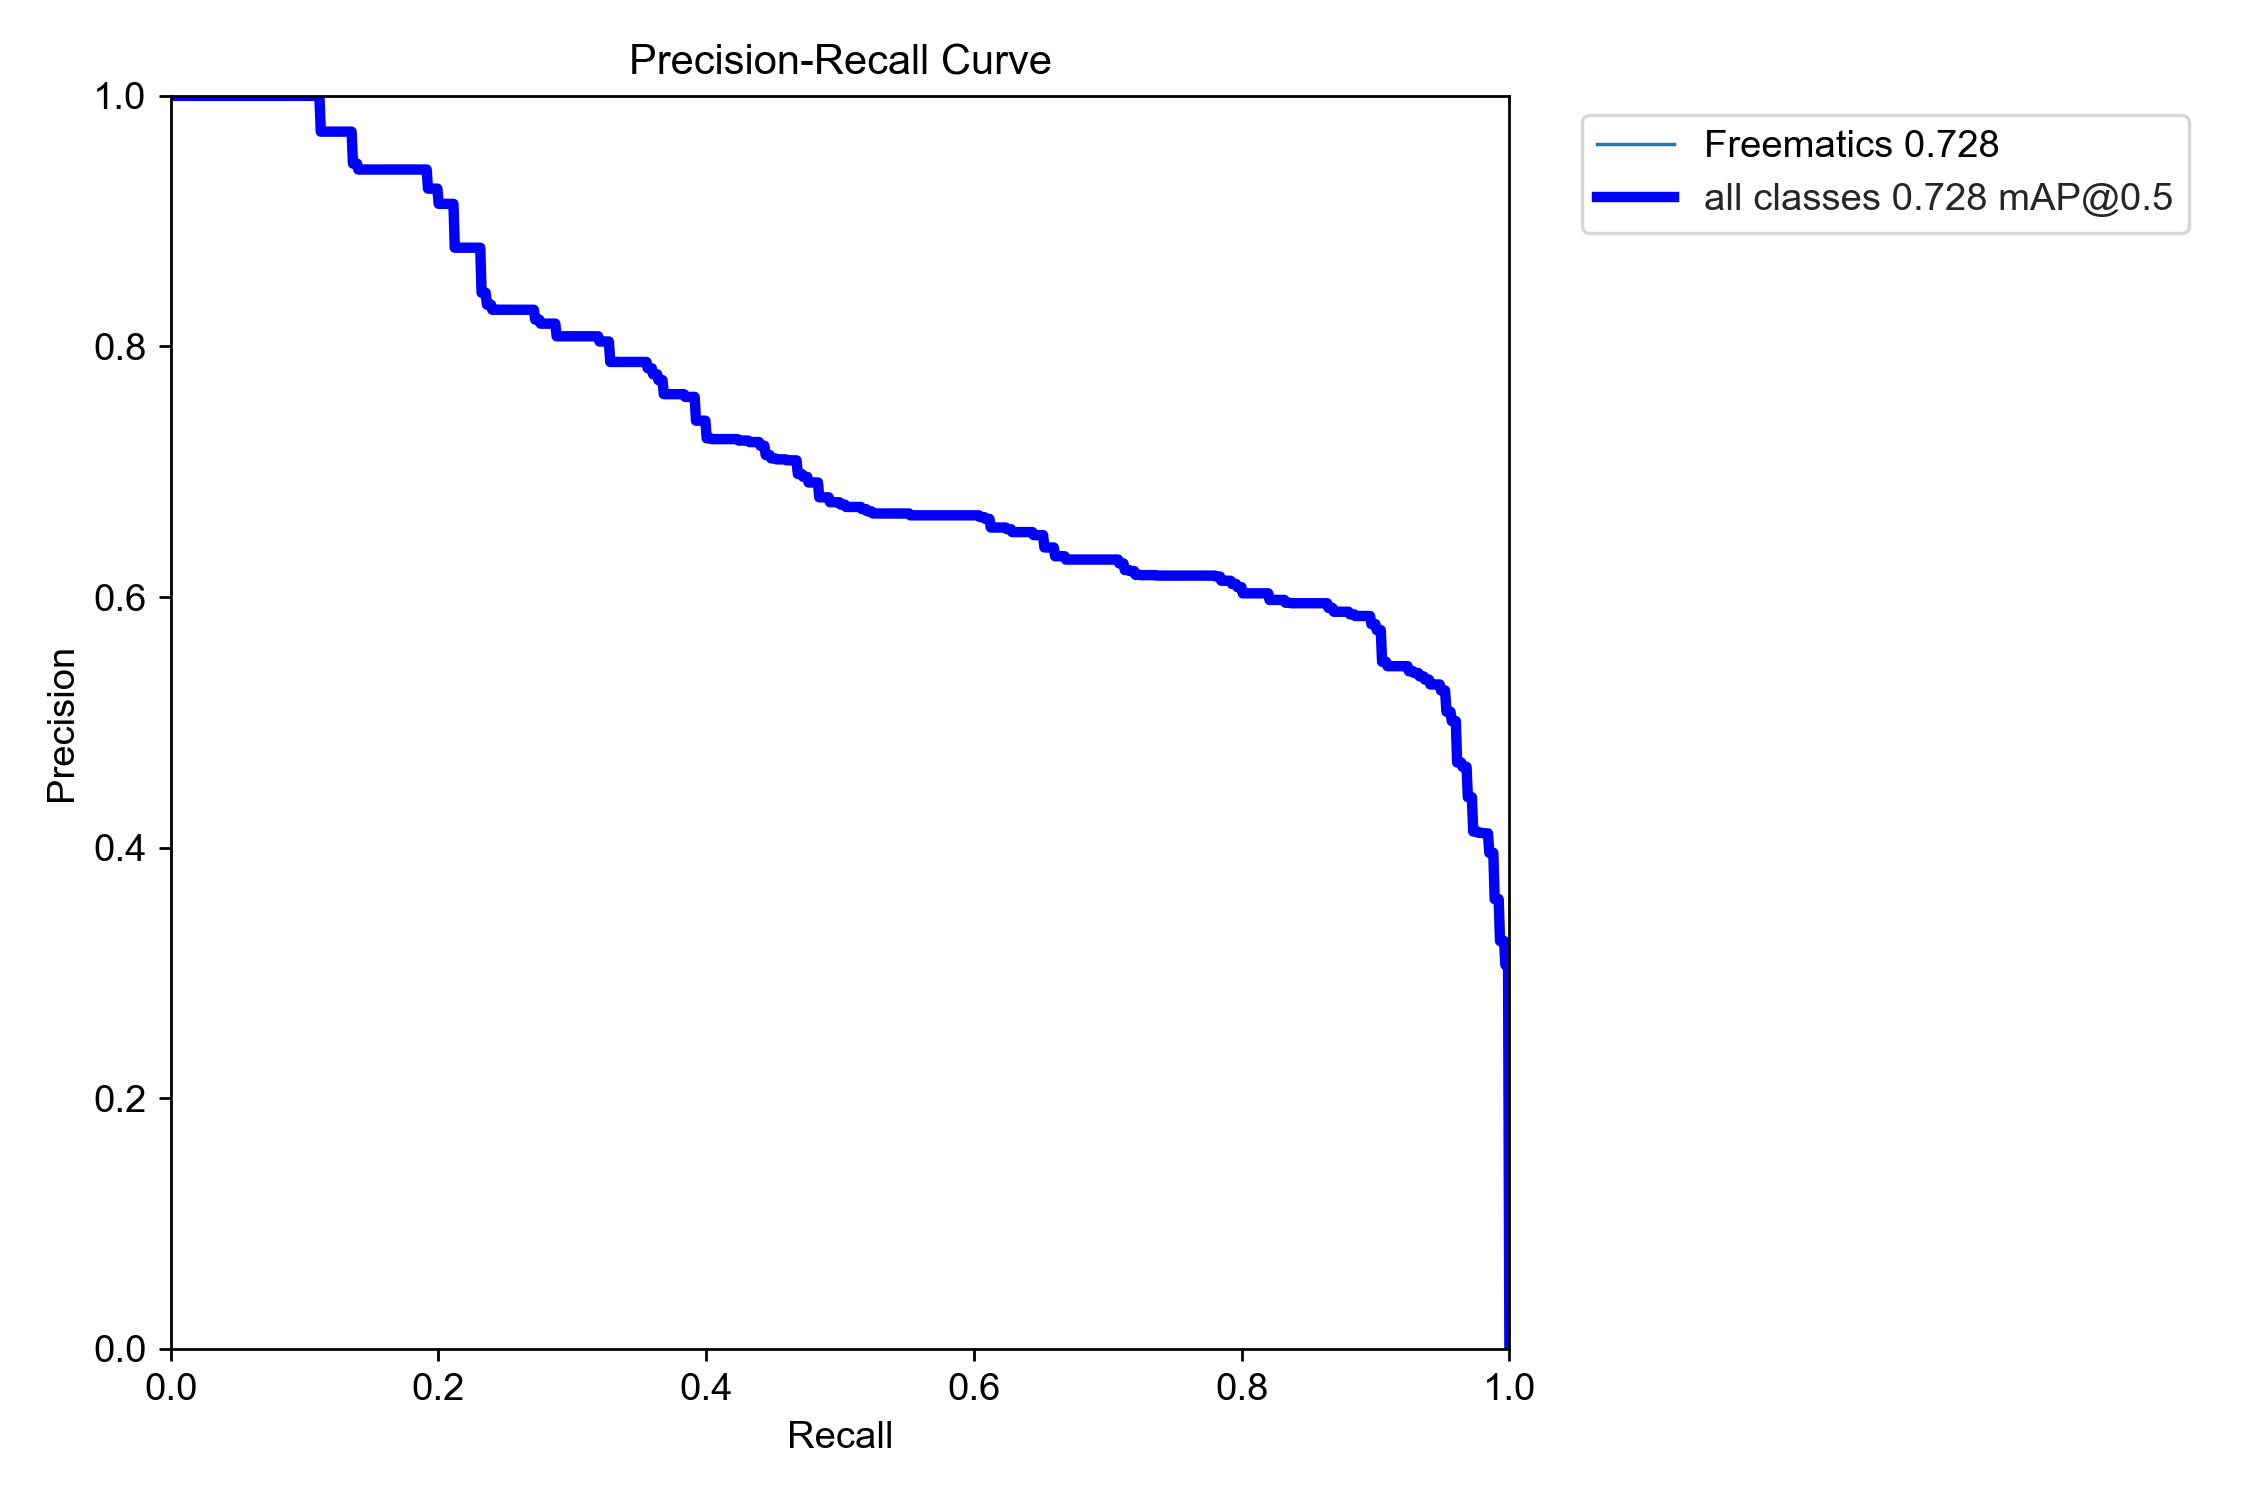 Precision-Recall Curve
1.0
0.8
0.6
0.4
0.2
0.0
Precision
0.0 0.2 0.4 0.6 0.8 1.0
Recall
Freematics 0.728
all classes 0.728 mAP@0.5